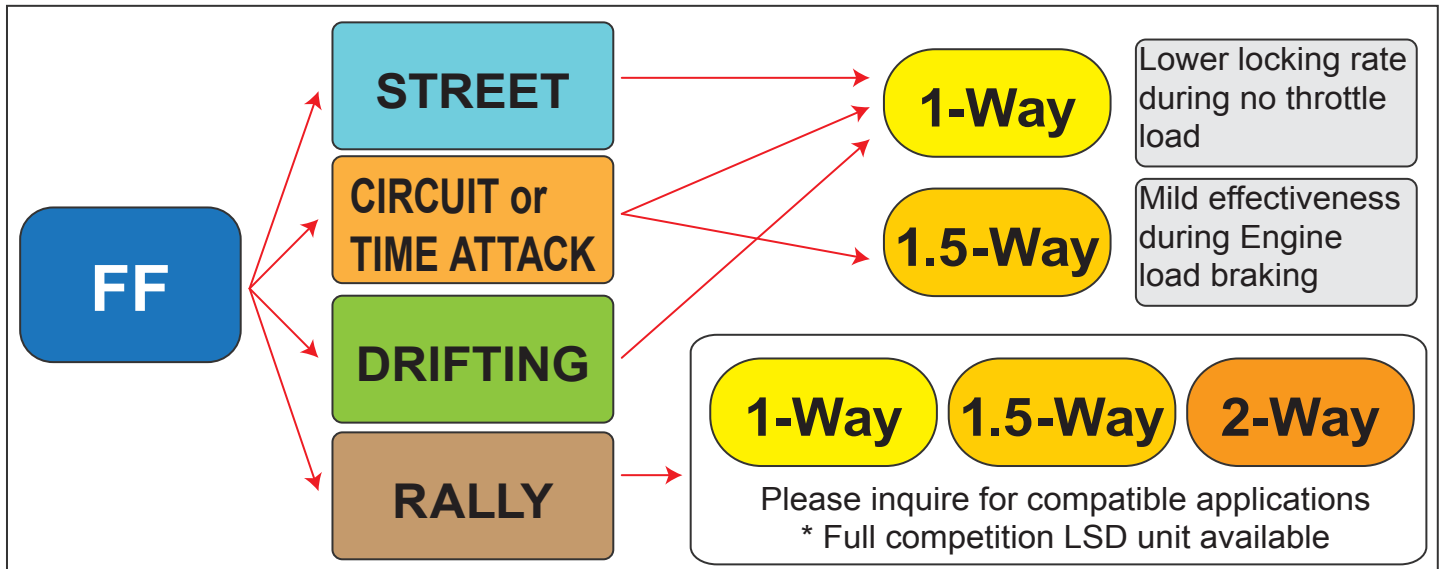 FF
STREET
CIRCUIT or
TIME ATTACK
DRIFTING
RALLY
1-Way
Lower locking rate
during no throttle
load
1.5-Way
Mild effectiveness
during Engine
load braking
1-Way
1.5-Way
2-Way
Please inquire for compatible applications
* Full competition LSD unit available